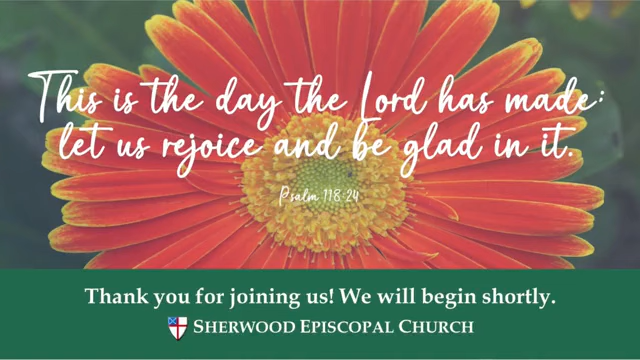 This is the day the Lord has made;
let us rejoice and be glad in it.
Psalm 118:24
Thank you for joining us! We will begin shortly.
SHERWOOD EPISCOPAL CHURCH